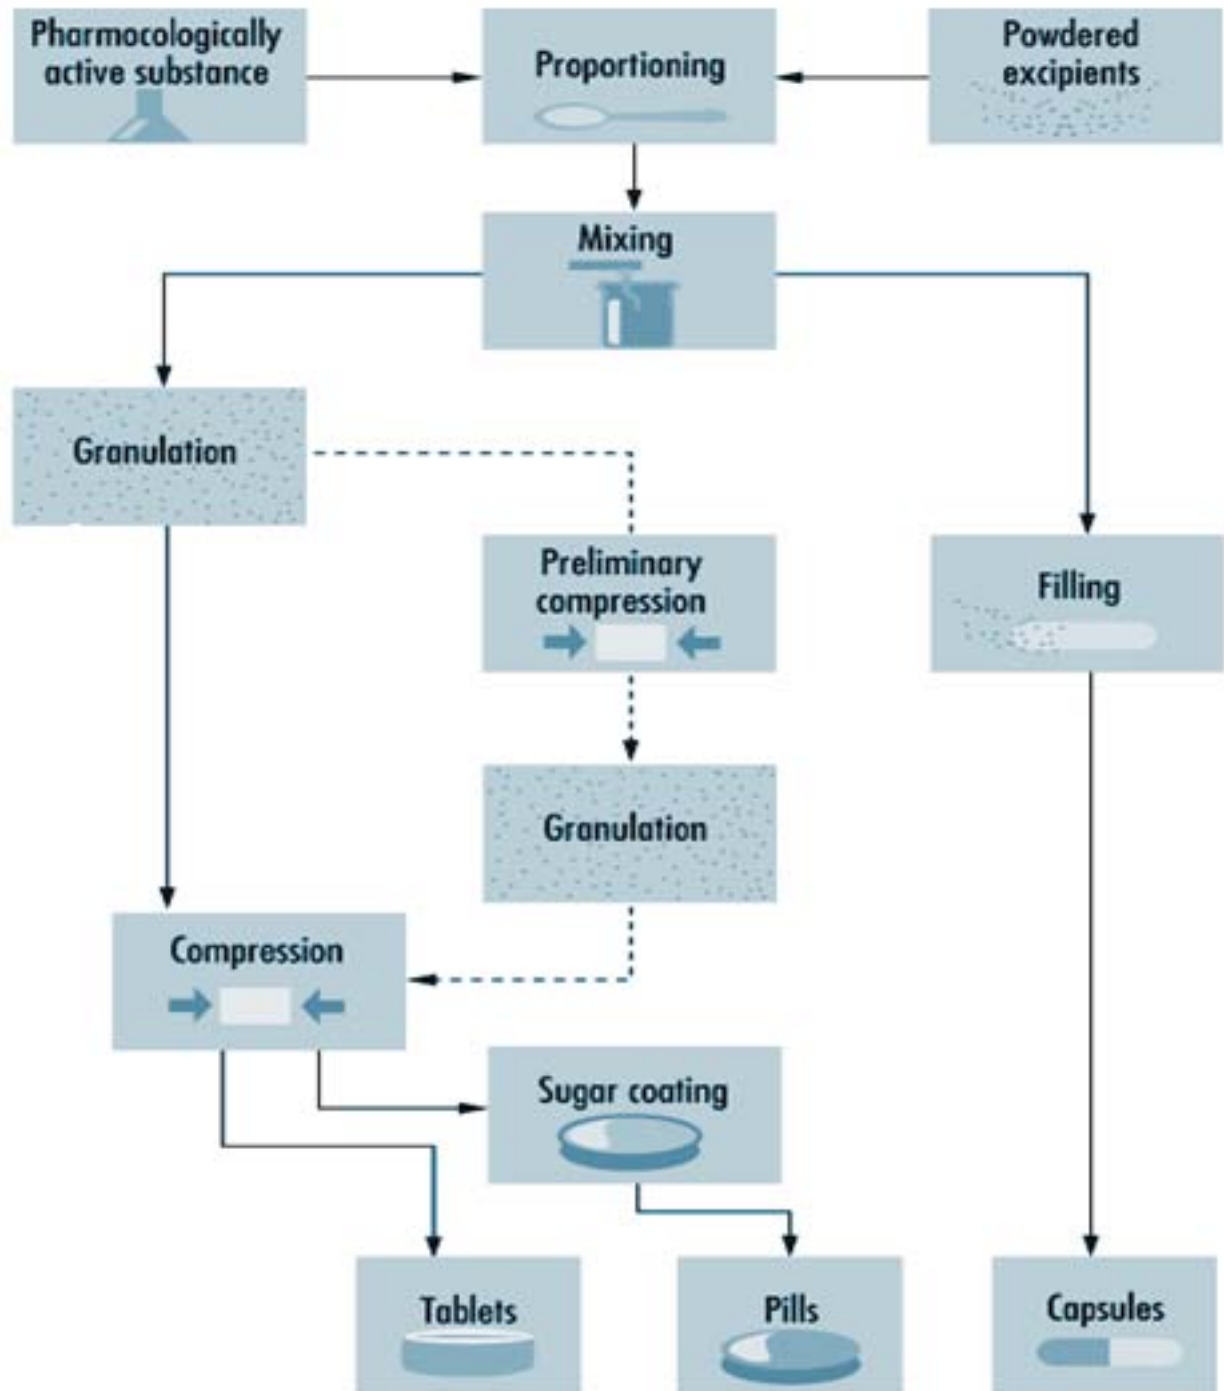 Pharmocologically
active substance
Proportioning
Powdered
excipients
Mixing
Granulation
Preliminary
compression
Filling
Granulation
Compression
Sugar coating
Tablets
Pills
Capsules